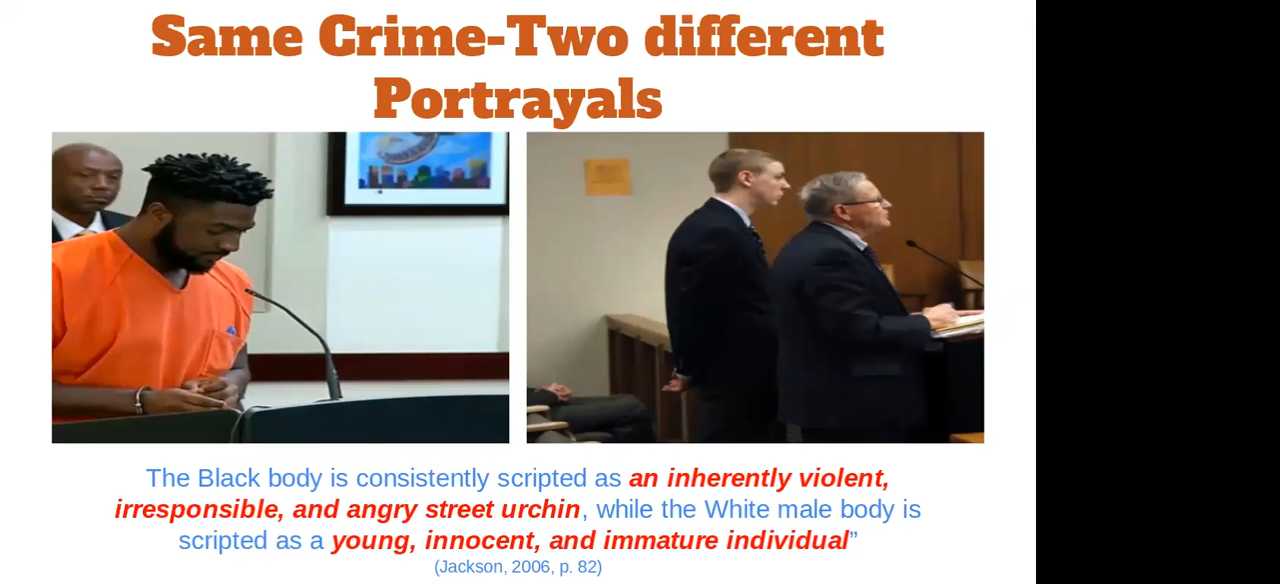 Same Crime-Two different
Portrayals
The Black body is consistently scripted as an inherently violent,
irresponsible, and angry street urchin, while the White male body is
scripted as a young, innocent, and immature individual”
(Jackson, 2006, p. 82)